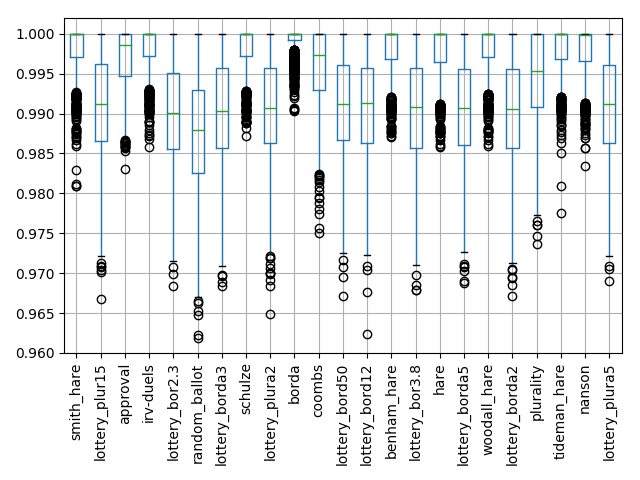 1.000
0.995
0.990
0.985
0.980
0.975
0.970
0.965
0.960
smith_hare
lottery_plur15
approval
irv-duels
lottery_bor2.3
random_ballot
lottery_borda3
schulze
lottery_plura2
borda
coombs
lottery_bord50
lottery_bord12
benham_hare
lottery_bor3.8
hare
lottery_borda5
woodall_hare
lottery_borda2
plurality
tideman_hare
nanson
lottery_plura5